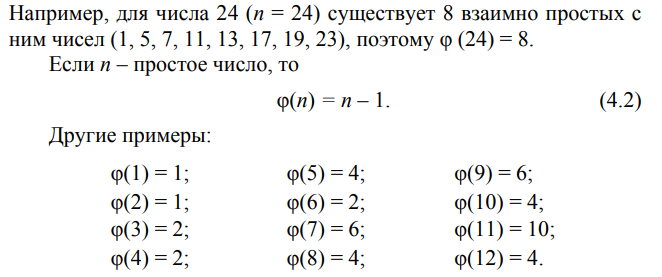 Например, для числа 24 (n = 24) существует 8 взаимно простых с
ним чисел (1, 5, 7, 11, 13, 17, 19, 23), поэтому φ (24) = 8.
Если n – простое число, то
φ(n) = n – 1. (4.2)
Другие примеры:
φ(1) = 1; φ(5) = 4; φ(9) = 6;
φ(2) = 1; φ(6) = 2; φ(10) = 4;
φ(3) = 2; φ(7) = 6; φ(11) = 10;
φ(4) = 2; φ(8) = 4; φ(12) = 4.